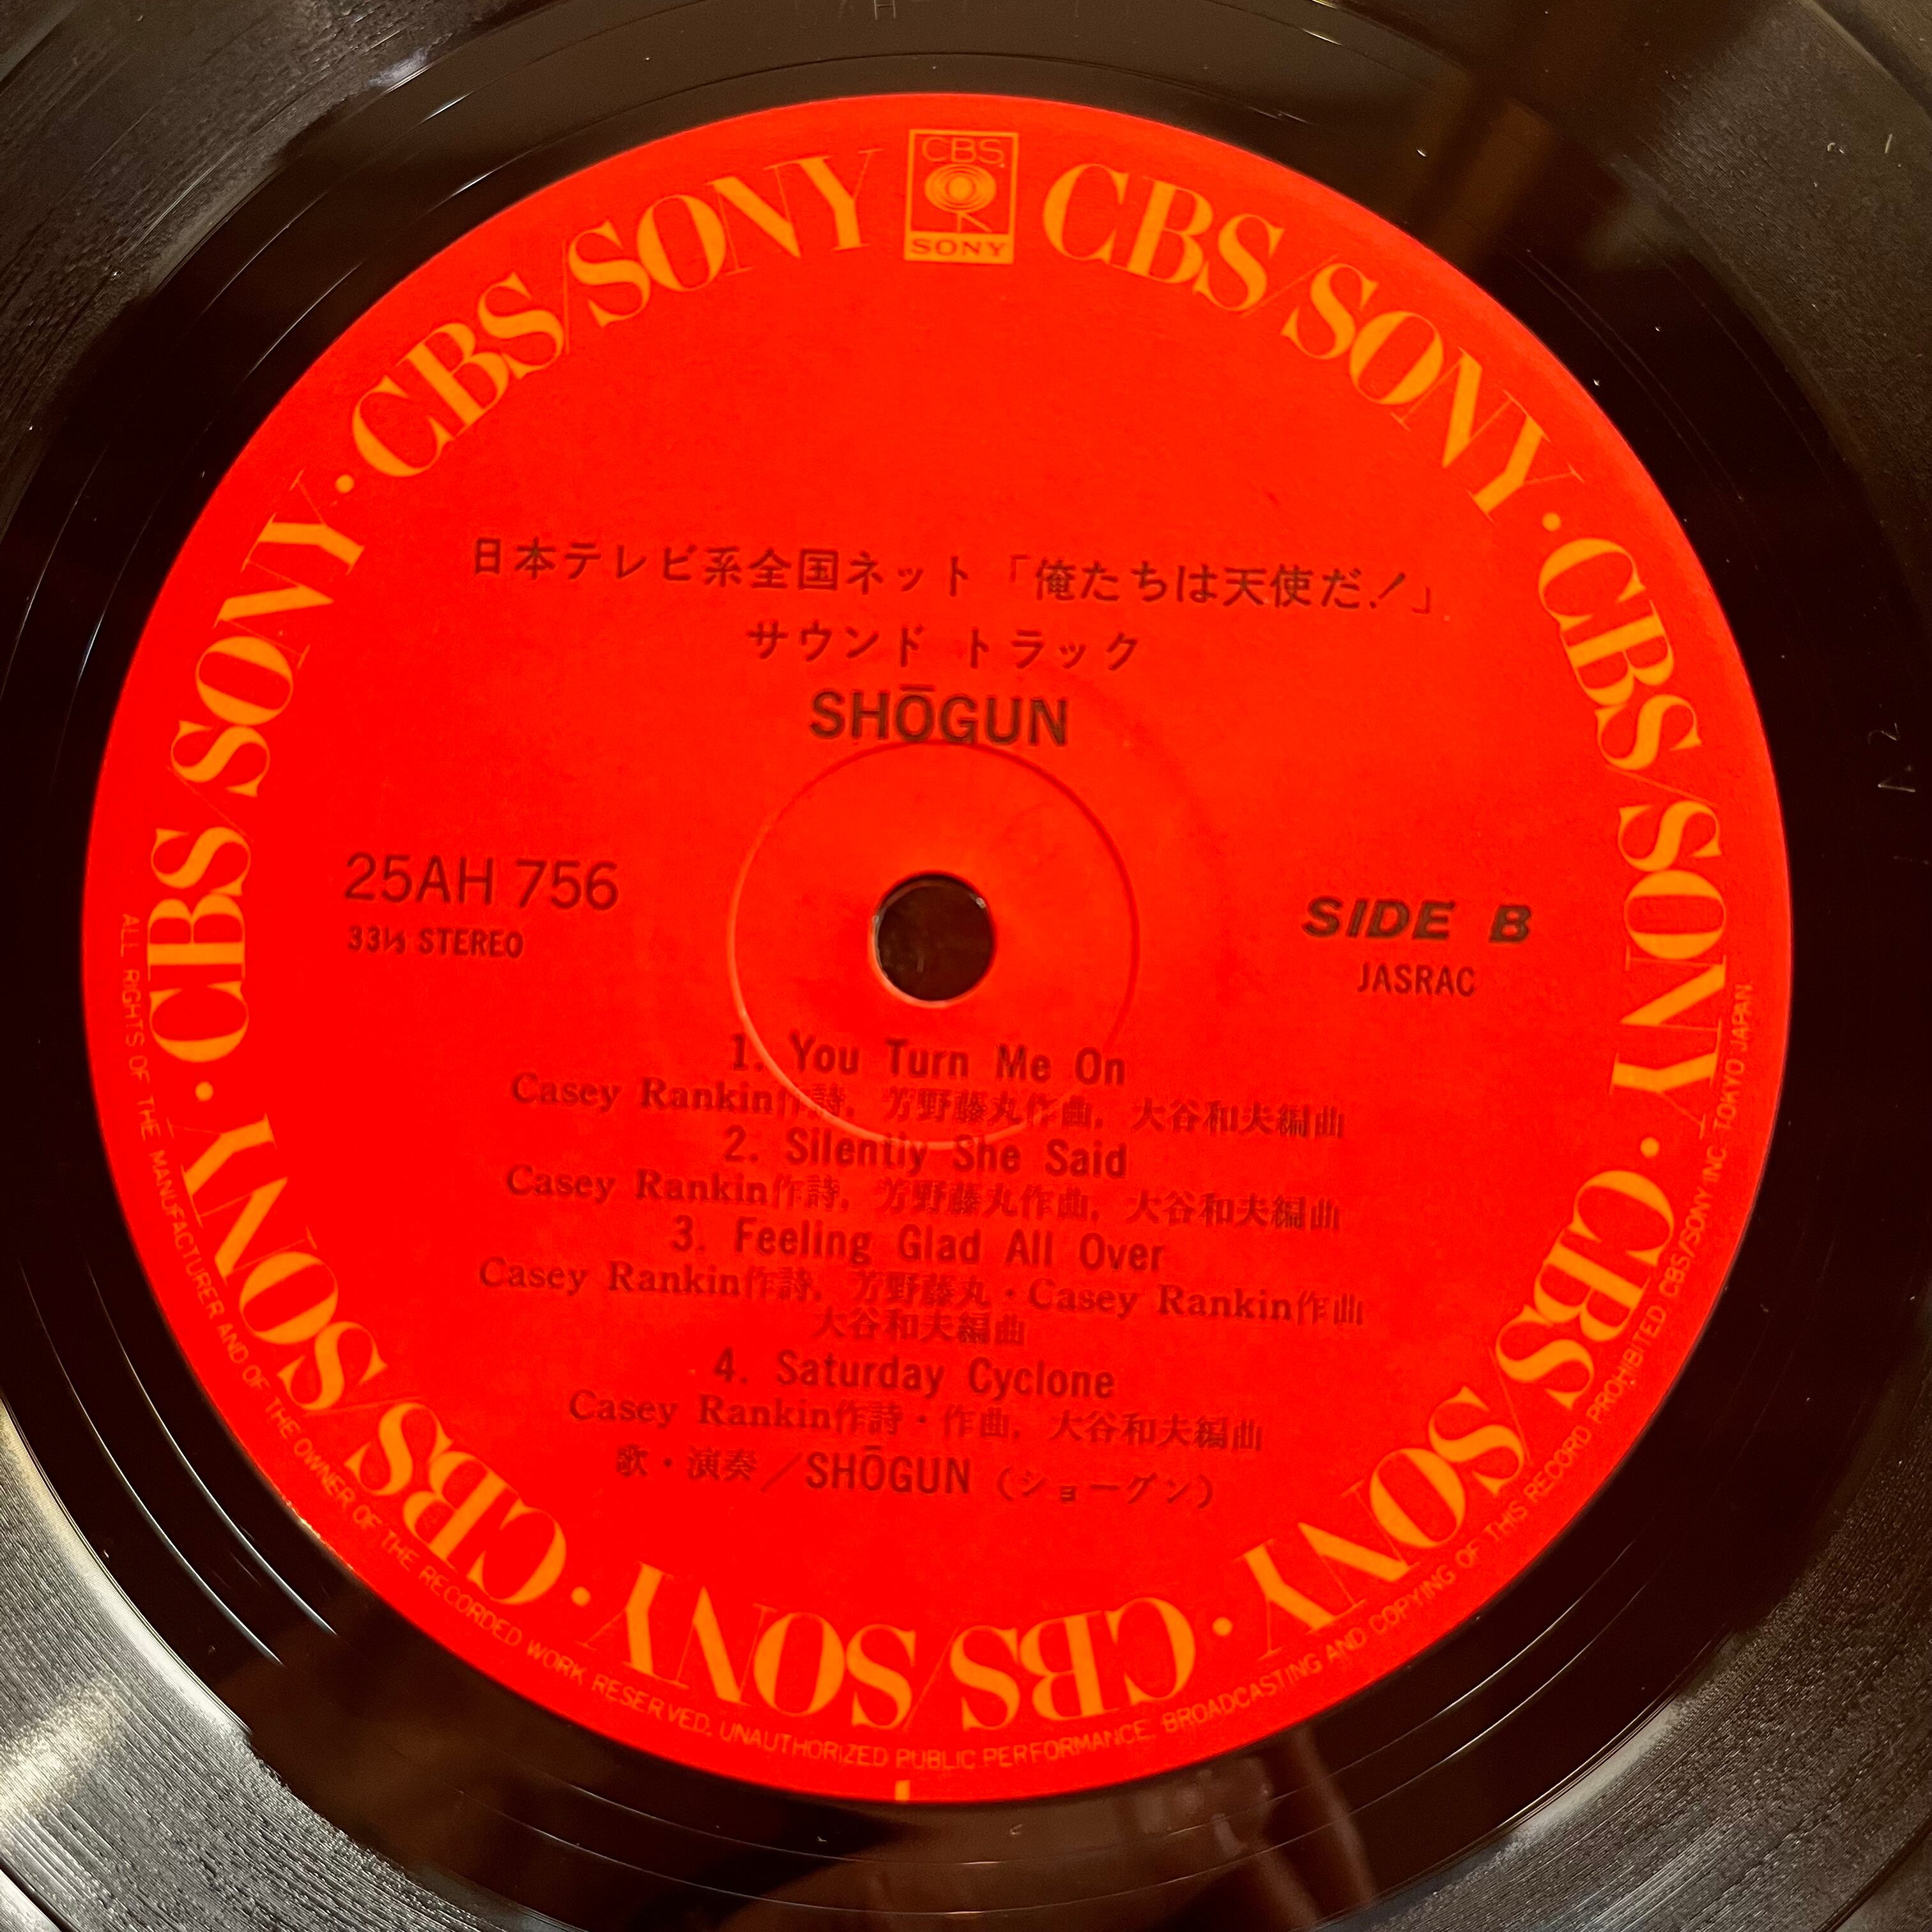 CBS
SONY
CBS/SONY · CBS/SONY · CBS/SONY · CBS/SONY · CBS/SONY · CBS/SONY · CBS/SONY · CBS/SONY
日本テレビ系全国ネット「俺たちは天使だ!」
サウンド トラック
SHŌGUN
25AH 756
33⅓ STEREO
SIDE B
JASRAC
1. You Turn Me On
Casey Rankin作詩, 芳野藤丸作曲, 大谷和夫編曲
2. Silently She Said
Casey Rankin作詩, 芳野藤丸作曲, 大谷和夫編曲
3. Feeling Glad All Over
Casey Rankin作詩, 芳野藤丸・Casey Rankin作曲
大谷和夫編曲
4. Saturday Cyclone
Casey Rankin作詩・作曲, 大谷和夫編曲
歌・演奏/SHŌGUN(ショーグン)
ALL RIGHTS OF THE MANUFACTURER AND OF THE OWNER OF THE RECORDED WORK RESERVED. UNAUTHORIZED PUBLIC PERFORMANCE. BROADCASTING AND COPYING OF THIS RECORD PROHIBITED. CBS/SONY INC. TOKYO JAPAN.